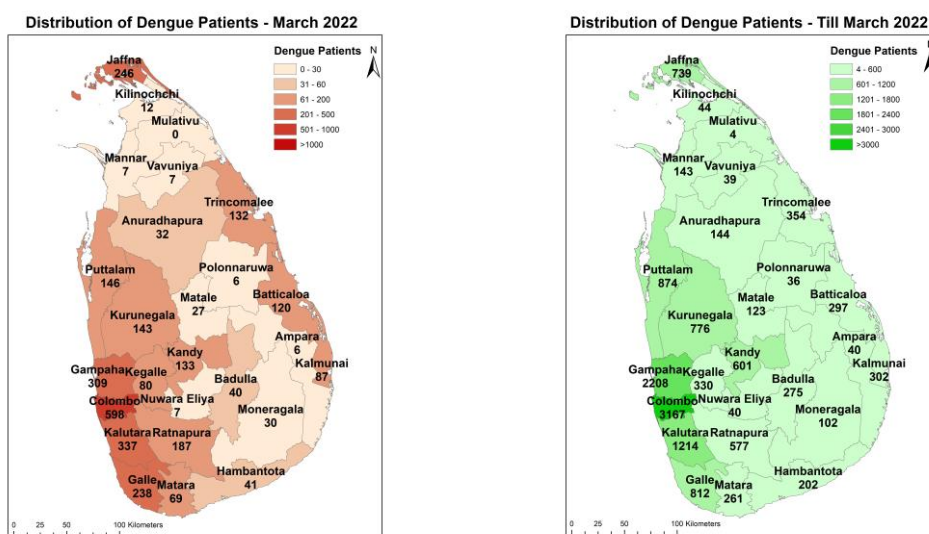 Distribution of Dengue Patients - March 2022
Dengue Patients
0 - 30
31 - 60
61 - 200
201 - 500
501 - 1000
>1000
N
Jaffna
246
Kilinochchi
12
Mulativu
0
Mannar
7
Vavuniya
7
Trincomalee
132
Anuradhapura
32
Puttalam
146
Polonnaruwa
6
Matale
27
Batticaloa
120
Kurunegala
143
Ampara
6
Kandy
133
Kalmunai
87
Gampaha
309
Kegalle
80
Badulla
40
Nuwara Eliya
7
Colombo
598
Moneragala
30
Kalutara
337
Ratnapura
187
Hambantota
41
Galle
238
Matara
69
0 25 50 100 Kilometers
Distribution of Dengue Patients - Till March 2022
Dengue Patients
4 - 600
601 - 1200
1201 - 1800
1801 - 2400
2401 - 3000
>3000
N
Jaffna
739
Kilinochchi
44
Mulativu
4
Mannar
143
Vavuniya
39
Trincomalee
354
Anuradhapura
144
Puttalam
874
Polonnaruwa
36
Matale
123
Batticaloa
297
Kurunegala
776
Ampara
40
Kandy
601
Kalmunai
302
Gampaha
2208
Kegalle
330
Badulla
275
Nuwara Eliya
40
Colombo
3167
Moneragala
102
Kalutara
1214
Ratnapura
577
Hambantota
202
Galle
812
Matara
261
0 25 50 100 Kilometers